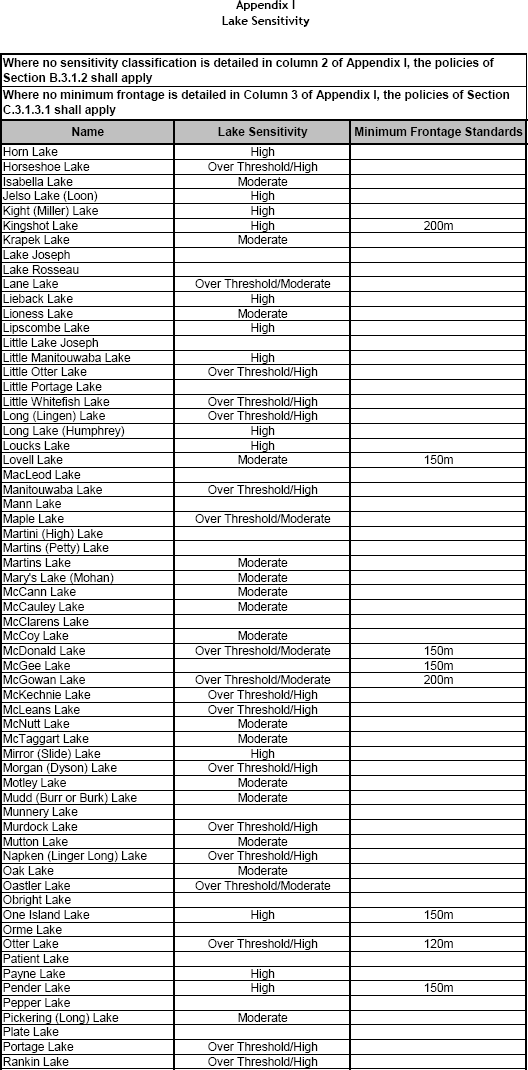 Appendix I
Lake Sensitivity
Where no sensitivity classification is detailed in column 2 of Appendix I, the policies of
Section B.3.1.2 shall apply
Where no minimum frontage is detailed in Column 3 of Appendix I, the policies of Section
C.3.1.3.1 shall apply
Name Lake Sensitivity Minimum Frontage Standards
Horn Lake High
Horseshoe Lake Over Threshold/High
Isabella Lake Moderate
Jelso Lake (Loon) High
Kight (Miller) Lake High
Kingshot Lake High 200m
Krapek Lake Moderate
Lake Joseph
Lake Rosseau
Lane Lake Over Threshold/Moderate
Lieback Lake High
Lioness Lake Moderate
Lipscombe Lake High
Little Lake Joseph
Little Manitouwaba Lake High
Little Otter Lake Over Threshold/High
Little Portage Lake
Little Whitefish Lake Over Threshold/High
Long (Lingen) Lake Over Threshold/High
Long Lake (Humphrey) High
Loucks Lake High
Lovell Lake Moderate 150m
MacLeod Lake
Manitouwaba Lake Over Threshold/High
Mann Lake
Maple Lake Over Threshold/Moderate
Martini (High) Lake
Martins (Petty) Lake
Martins Lake Moderate
Mary's Lake (Mohan) Moderate
McCann Lake Moderate
McCauley Lake Moderate
McClarens Lake
McCoy Lake Moderate
McDonald Lake Over Threshold/Moderate 150m
McGee Lake 150m
McGowan Lake Over Threshold/Moderate 200m
McKechnie Lake Over Threshold/High
McLeans Lake Over Threshold/High
McNutt Lake Moderate
McTaggart Lake Moderate
Mirror (Slide) Lake High
Morgan (Dyson) Lake Over Threshold/High
Motley Lake Moderate
Mudd (Burr or Burk) Lake Moderate
Munnery Lake
Murdock Lake Over Threshold/High
Mutton Lake Moderate
Napken (Linger Long) Lake Over Threshold/High
Oak Lake Moderate
Oastler Lake Over Threshold/Moderate
Obright Lake
One Island Lake High 150m
Orme Lake
Otter Lake Over Threshold/High 120m
Patient Lake
Payne Lake High
Pender Lake High 150m
Pepper Lake
Pickering (Long) Lake Moderate
Plate Lake
Portage Lake Over Threshold/High
Rankin Lake Over Threshold/High